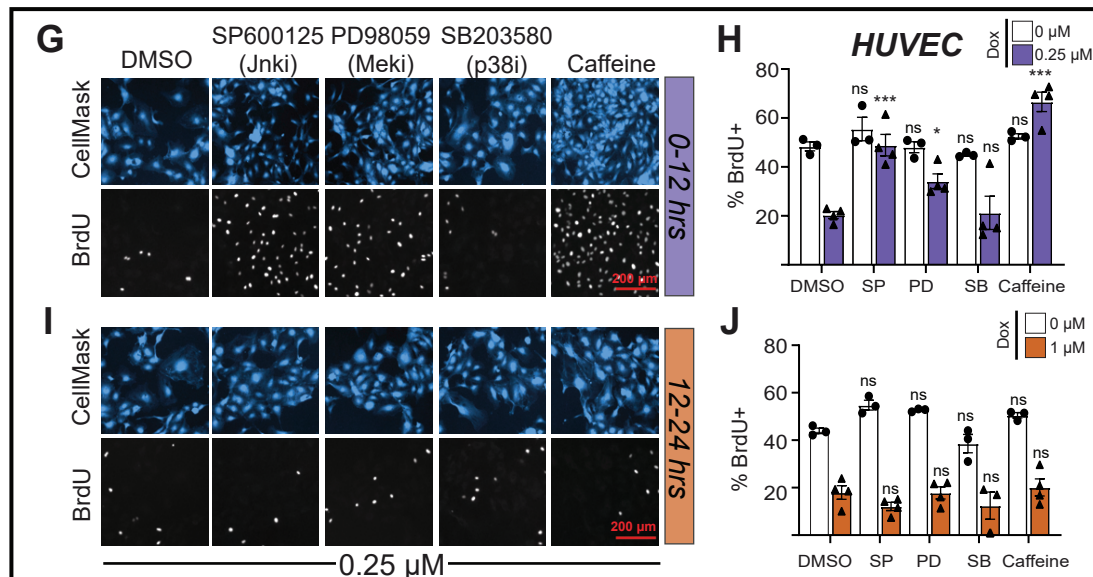 G
DMSO
SP600125
(Jnki)
PD98059
(Meki)
SB203580
(p38i)
Caffeine
CellMask
BrdU
200 µm
0-12 hrs
H
HUVEC
Dox
0 µM
0.25 µM
% BrdU+
80
60
40
20
ns
***
ns
*
ns
ns
ns
***
DMSO
SP
PD
SB
Caffeine
I
CellMask
BrdU
200 µm
12-24 hrs
0.25 µM
J
Dox
0 µM
1 µM
% BrdU+
80
60
40
20
ns
ns
ns
ns
ns
ns
ns
ns
DMSO
SP
PD
SB
Caffeine